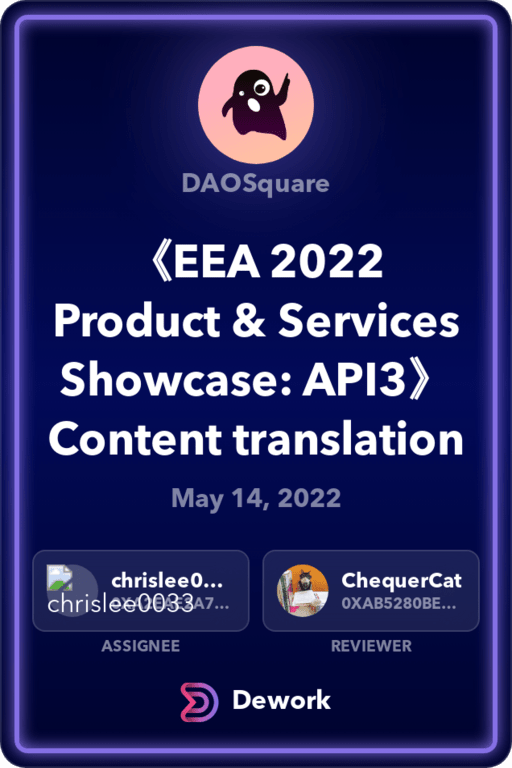 DAOSquare
《EEA 2022
Product & Services
Showcase: API3》
Content translation
May 14, 2022
chrislee0...
chrislee0033
ChequerCat
0XAB5280BE...
ASSIGNEE
REVIEWER
Dework